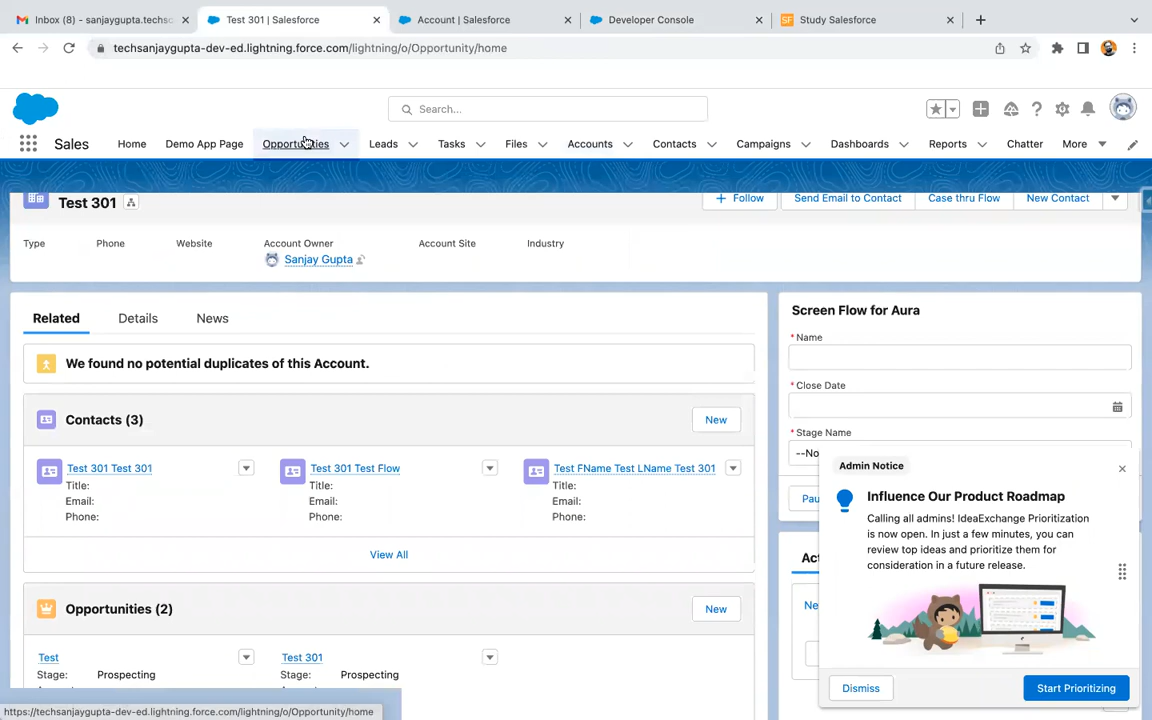 Inbox (8) - sanjaygupta.techsc
Test 301 | Salesforce
Account | Salesforce
Developer Console
SF Study Salesforce
techsanjaygupta-dev-ed.lightning.force.com/lightning/o/Opportunity/home
Search...
Sales Home Demo App Page Opportunities Leads Tasks Files Accounts Contacts Campaigns Dashboards Reports Chatter More
Test 301
Follow Send Email to Contact Case thru Flow New Contact
Type Phone Website Account Owner Account Site Industry
Sanjay Gupta
Related Details News
We found no potential duplicates of this Account.
Contacts (3) New
Test 301 Test 301 Test 301 Test Flow Test FName Test LName Test 301
Title: Title: Title:
Email: Email: Email:
Phone: Phone: Phone:
View All
Opportunities (2) New
Test Test 301
Stage: Prospecting Stage: Prospecting
Screen Flow for Aura
* Name
* Close Date
* Stage Name
--No
Pau
Act
Ne
Admin Notice
Influence Our Product Roadmap
Calling all admins! IdeaExchange Prioritization
is now open. In just a few minutes, you can
review top ideas and prioritize them for
consideration in a future release.
Dismiss Start Prioritizing
https://techsanjaygupta-dev-ed.lightning.force.com/lightning/o/Opportunity/home